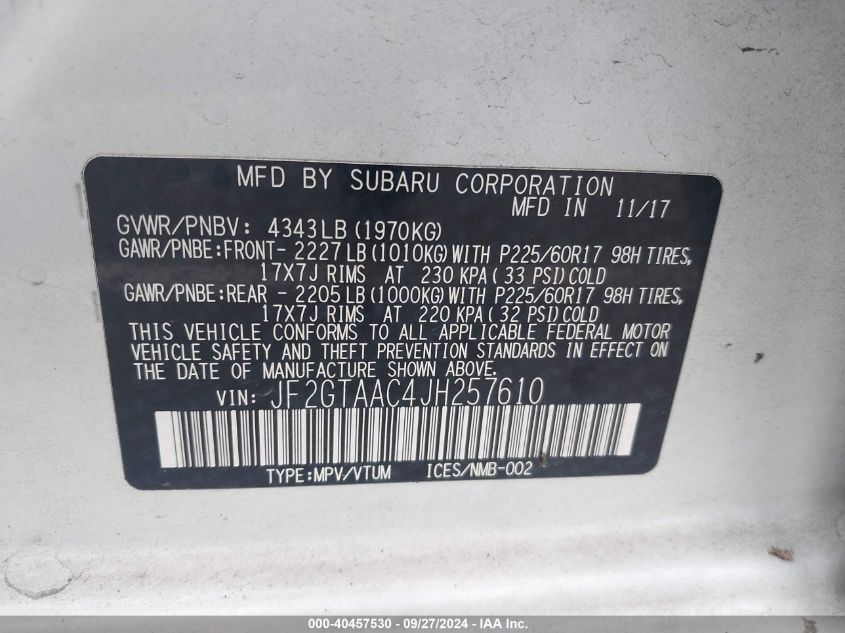 MFD BY SUBARU CORPORATION
MFD IN 11/17
GVWR/PNBV: 4343LB (1970KG)
GAWR/PNBE:FRONT- 2227LB (1010KG) WITH P225/60R17 98H TIRES,
17X7J RIMS AT 230 KPA ( 33 PSI) COLD
GAWR/PNBE:REAR - 2205LB (1000KG) WITH P225/60R17 98H TIRES,
17X7J RIMS AT 220 KPA ( 32 PSI) COLD
THIS VEHICLE CONFORMS TO ALL APPLICABLE FEDERAL MOTOR
VEHICLE SAFETY AND THEFT PREVENTION STANDARDS IN EFFECT ON
THE DATE OF MANUFACTURE SHOWN ABOVE.
VIN: JF2GTAAC4JH257610
TYPE:MPV/VTUM ICES/NMB-002
000-40457530 - 09/27/2024 - IAA Inc.